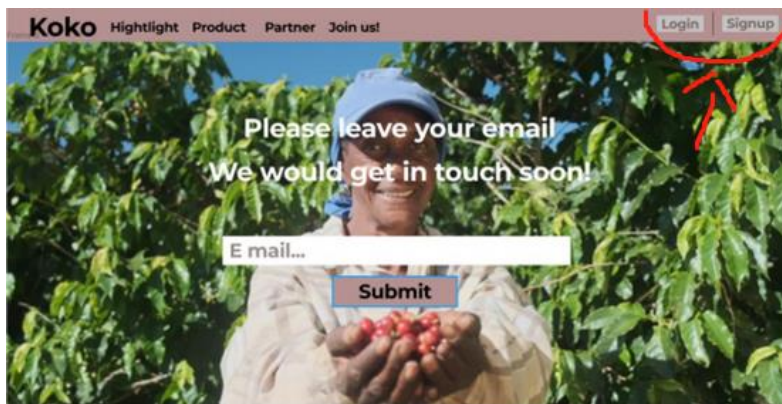 Koko Hightlight Product Partner Join us! Login Signup
Please leave your email
We would get in touch soon!
E mail...
Submit